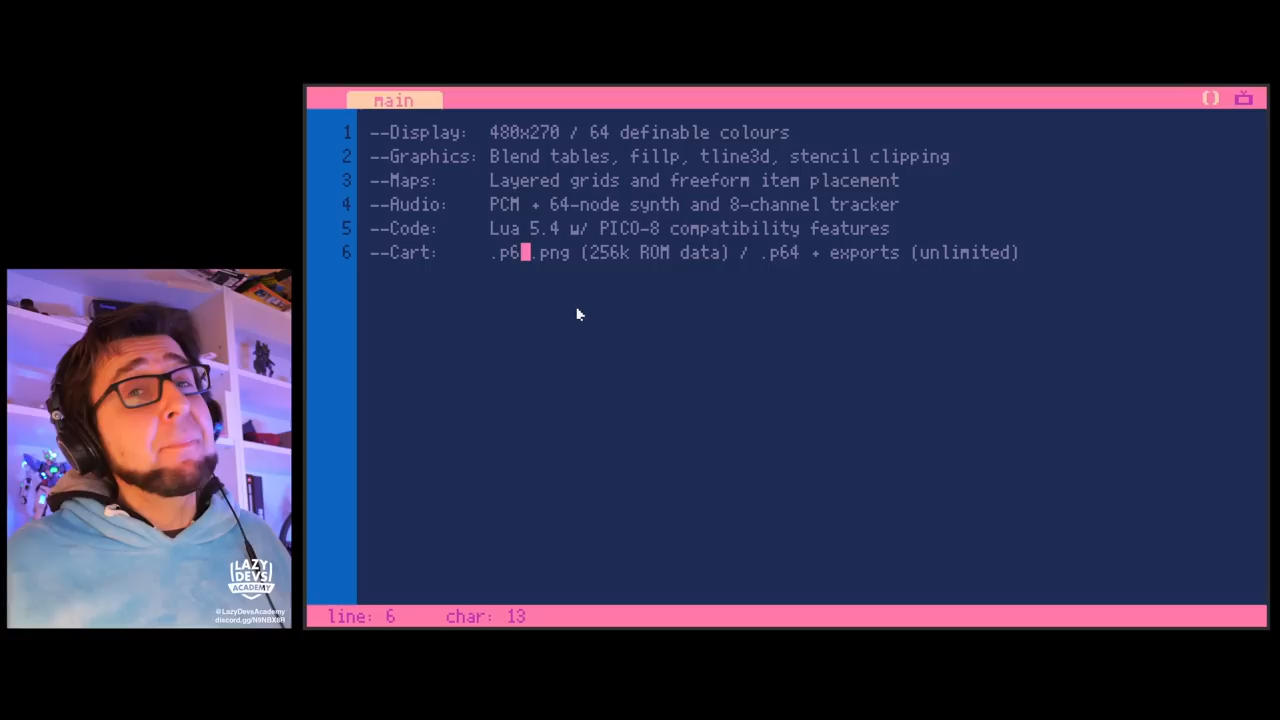 main
1 --Display: 480x270 / 64 definable colours
2 --Graphics: Blend tables, fillp, tline3d, stencil clipping
3 --Maps: Layered grids and freeform item placement
4 --Audio: PCM + 64-node synth and 8-channel tracker
5 --Code: Lua 5.4 w/ PICO-8 compatibility features
6 --Cart: .p6 .png (256k ROM data) / .p64 + exports (unlimited)
line: 6 char: 13
LAZY
DEVS
ACADEMY
@LazyDevsAcademy